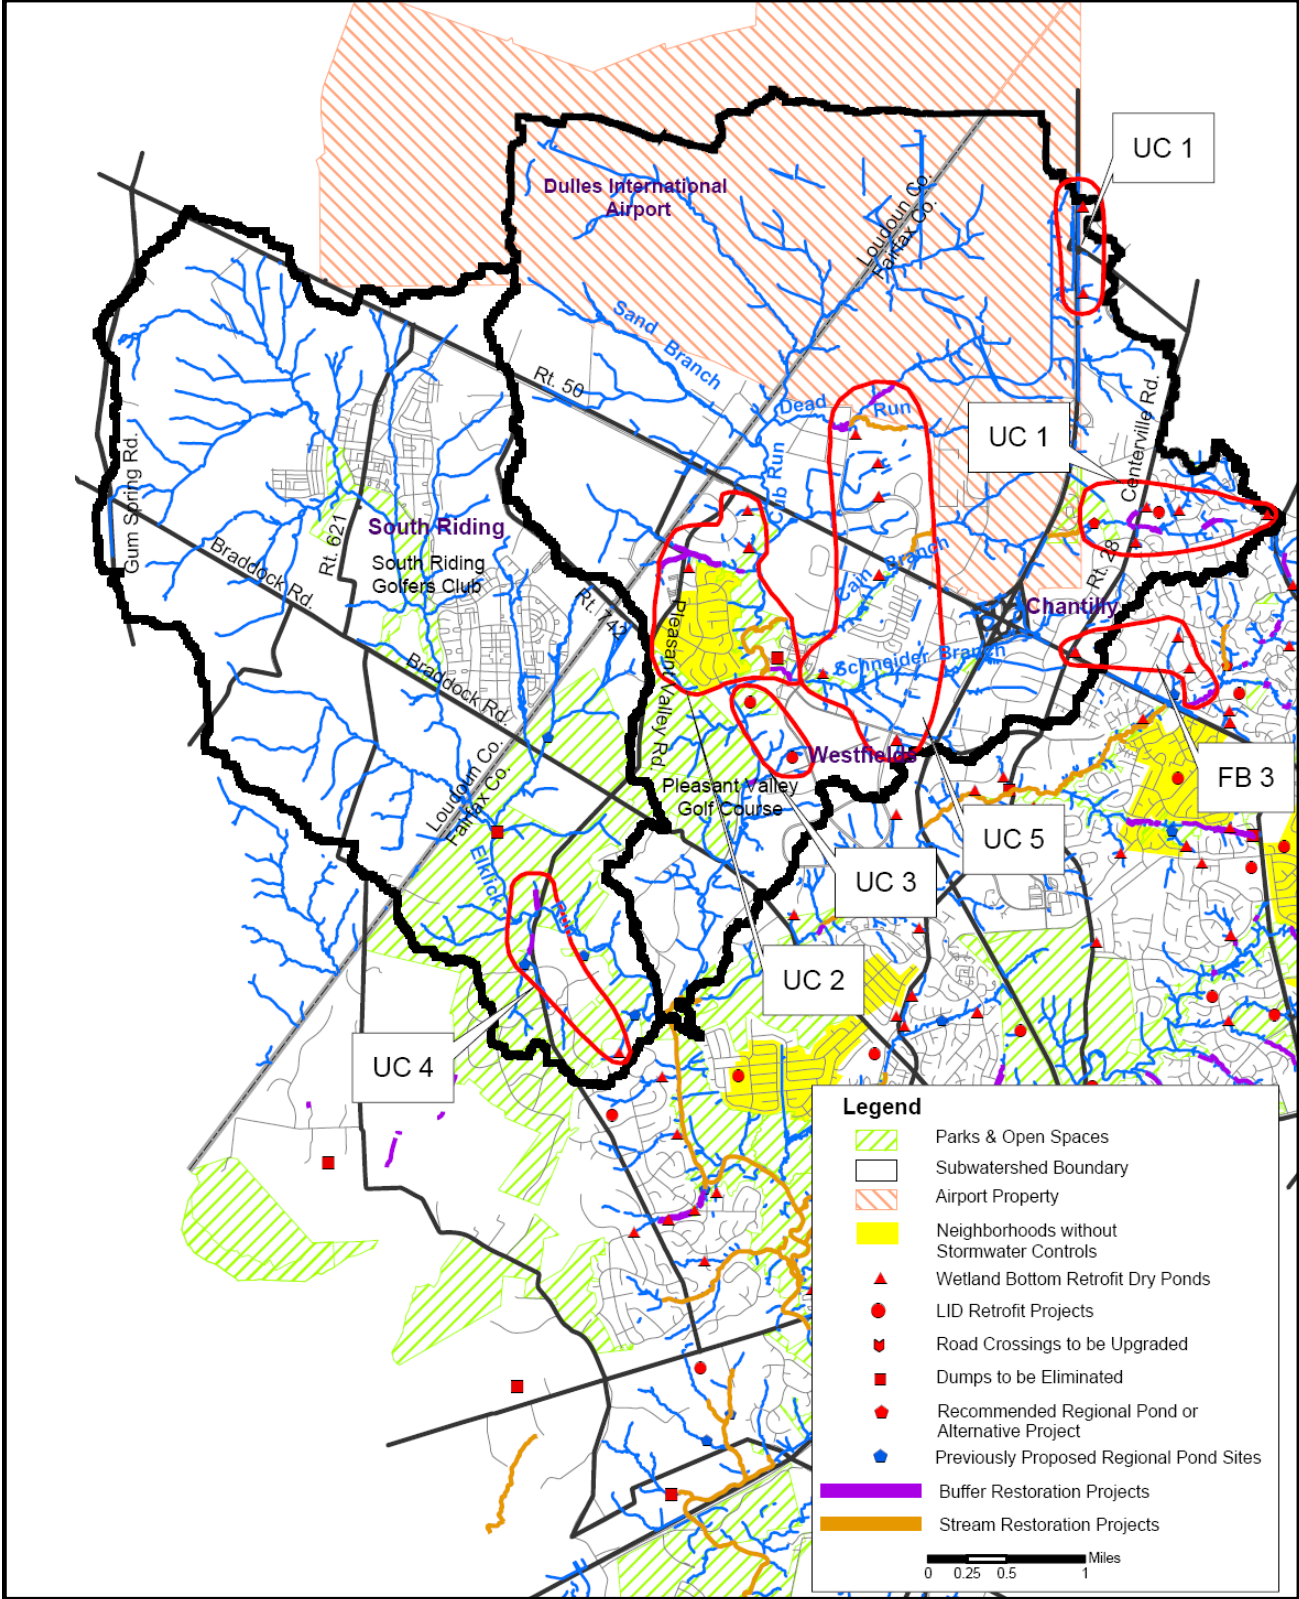 UC 1
Dulles International
Airport
Loudoun Co.
Fairfax Co.
Sand
Branch
Rt. 50
Dead
Run
UC 1
Centerville Rd.
Cub Run
Gum Spring Rd.
Rt. 621
South Riding
South Riding
Golfers Club
Braddock Rd.
Rt. 742
Cain Branch
Rt. 28
Chantilly
Pleasant Valley Rd.
Schneider Branch
Braddock Rd.
Westfields
Pleasant Valley
Golf Course
FB 3
Loudoun Co.
Fairfax Co.
UC 5
UC 3
Elklick
Run
UC 2
UC 4
Legend
Parks & Open Spaces
Subwatershed Boundary
Airport Property
Neighborhoods without
Stormwater Controls
Wetland Bottom Retrofit Dry Ponds
LID Retrofit Projects
Road Crossings to be Upgraded
Dumps to be Eliminated
Recommended Regional Pond or
Alternative Project
Previously Proposed Regional Pond Sites
Buffer Restoration Projects
Stream Restoration Projects
Miles
0 0.25 0.5 1